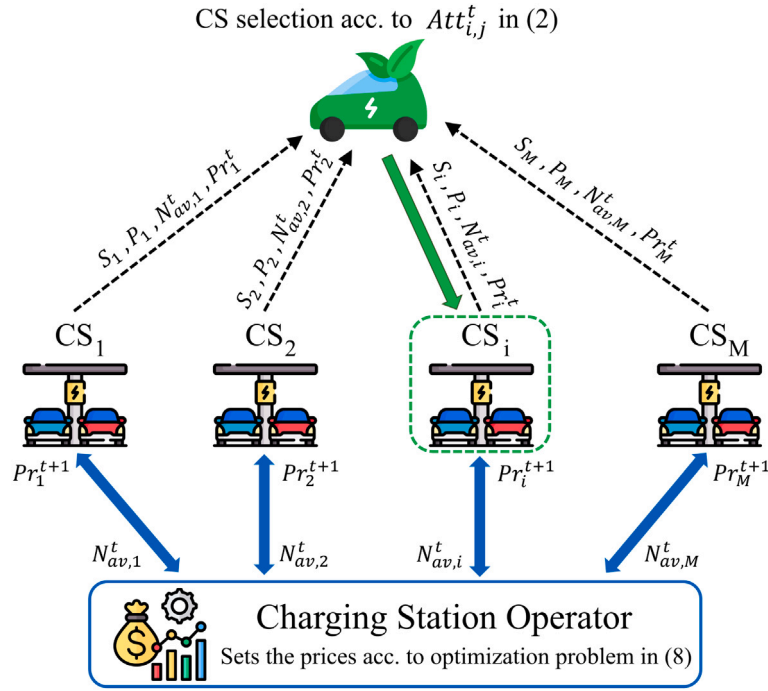 CS selection acc. to Att^t_{i,j} in (2)
S_1 , P_1 , N^t_{av,1} , Pr^t_1
S_2 , P_2 , N^t_{av,2} , Pr^t_2
S_i , P_i , N^t_{av,i} , Pr^t_i
S_M , P_M , N^t_{av,M} , Pr^t_M
CS_1 CS_2 CS_i CS_M
Pr^{t+1}_1 Pr^{t+1}_2 Pr^{t+1}_i Pr^{t+1}_M
N^t_{av,1} N^t_{av,2} N^t_{av,i} N^t_{av,M}
$
Charging Station Operator
Sets the prices acc. to optimization problem in (8)